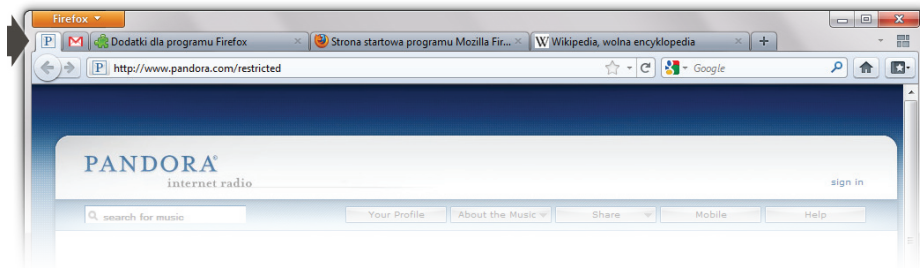 Firefox
P M Dodatki dla programu Firefox Strona startowa programu Mozilla Fir... W Wikipedia, wolna encyklopedia
P http://www.pandora.com/restricted Google
PANDORA®
internet radio
sign in
search for music Your Profile About the Music Share Mobile Help